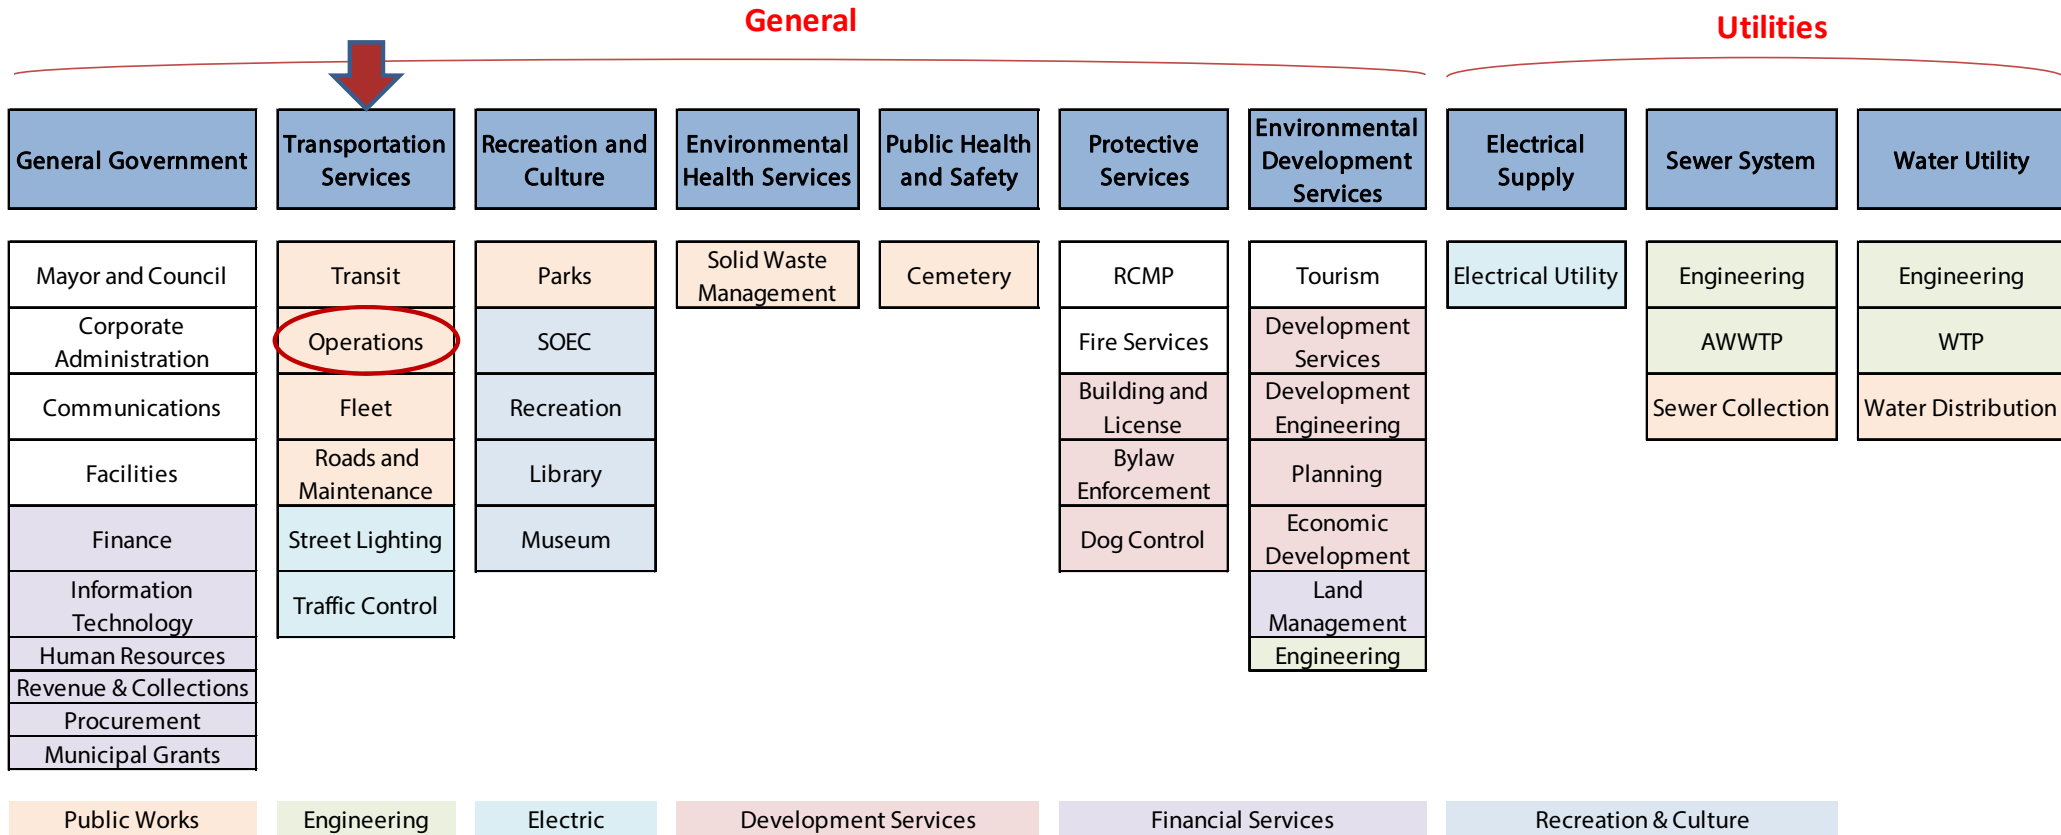 General
Utilities
General Government
Transportation
Services
Recreation and
Culture
Environmental
Health Services
Public Health
and Safety
Protective
Services
Environmental
Development
Services
Electrical
Supply
Sewer System
Water Utility
Mayor and Council
Corporate
Administration
Communications
Facilities
Finance
Information
Technology
Human Resources
Revenue & Collections
Procurement
Municipal Grants
Transit
Operations
Fleet
Roads and
Maintenance
Street Lighting
Traffic Control
Parks
SOEC
Recreation
Library
Museum
Solid Waste
Management
Cemetery
RCMP
Fire Services
Building and
License
Bylaw
Enforcement
Dog Control
Tourism
Development
Services
Development
Engineering
Planning
Economic
Development
Land
Management
Engineering
Electrical Utility
Engineering
AWWTP
Sewer Collection
Engineering
WTP
Water Distribution
Public Works
Engineering
Electric
Development Services
Financial Services
Recreation & Culture